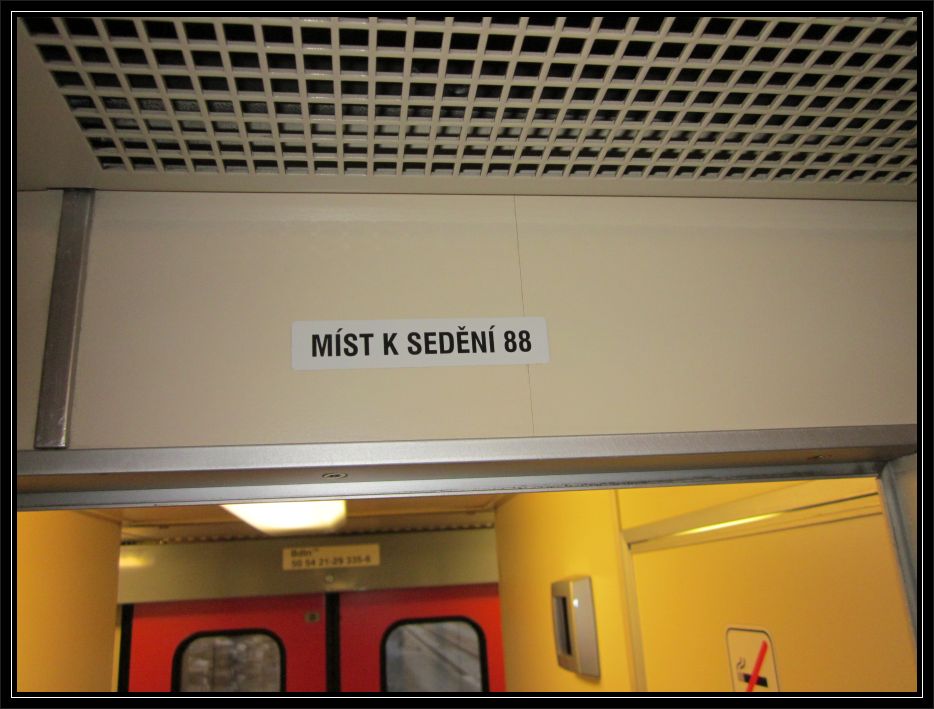 MÍST K SEDĚNÍ 88
Bdtn
50 54 21-29 335-6